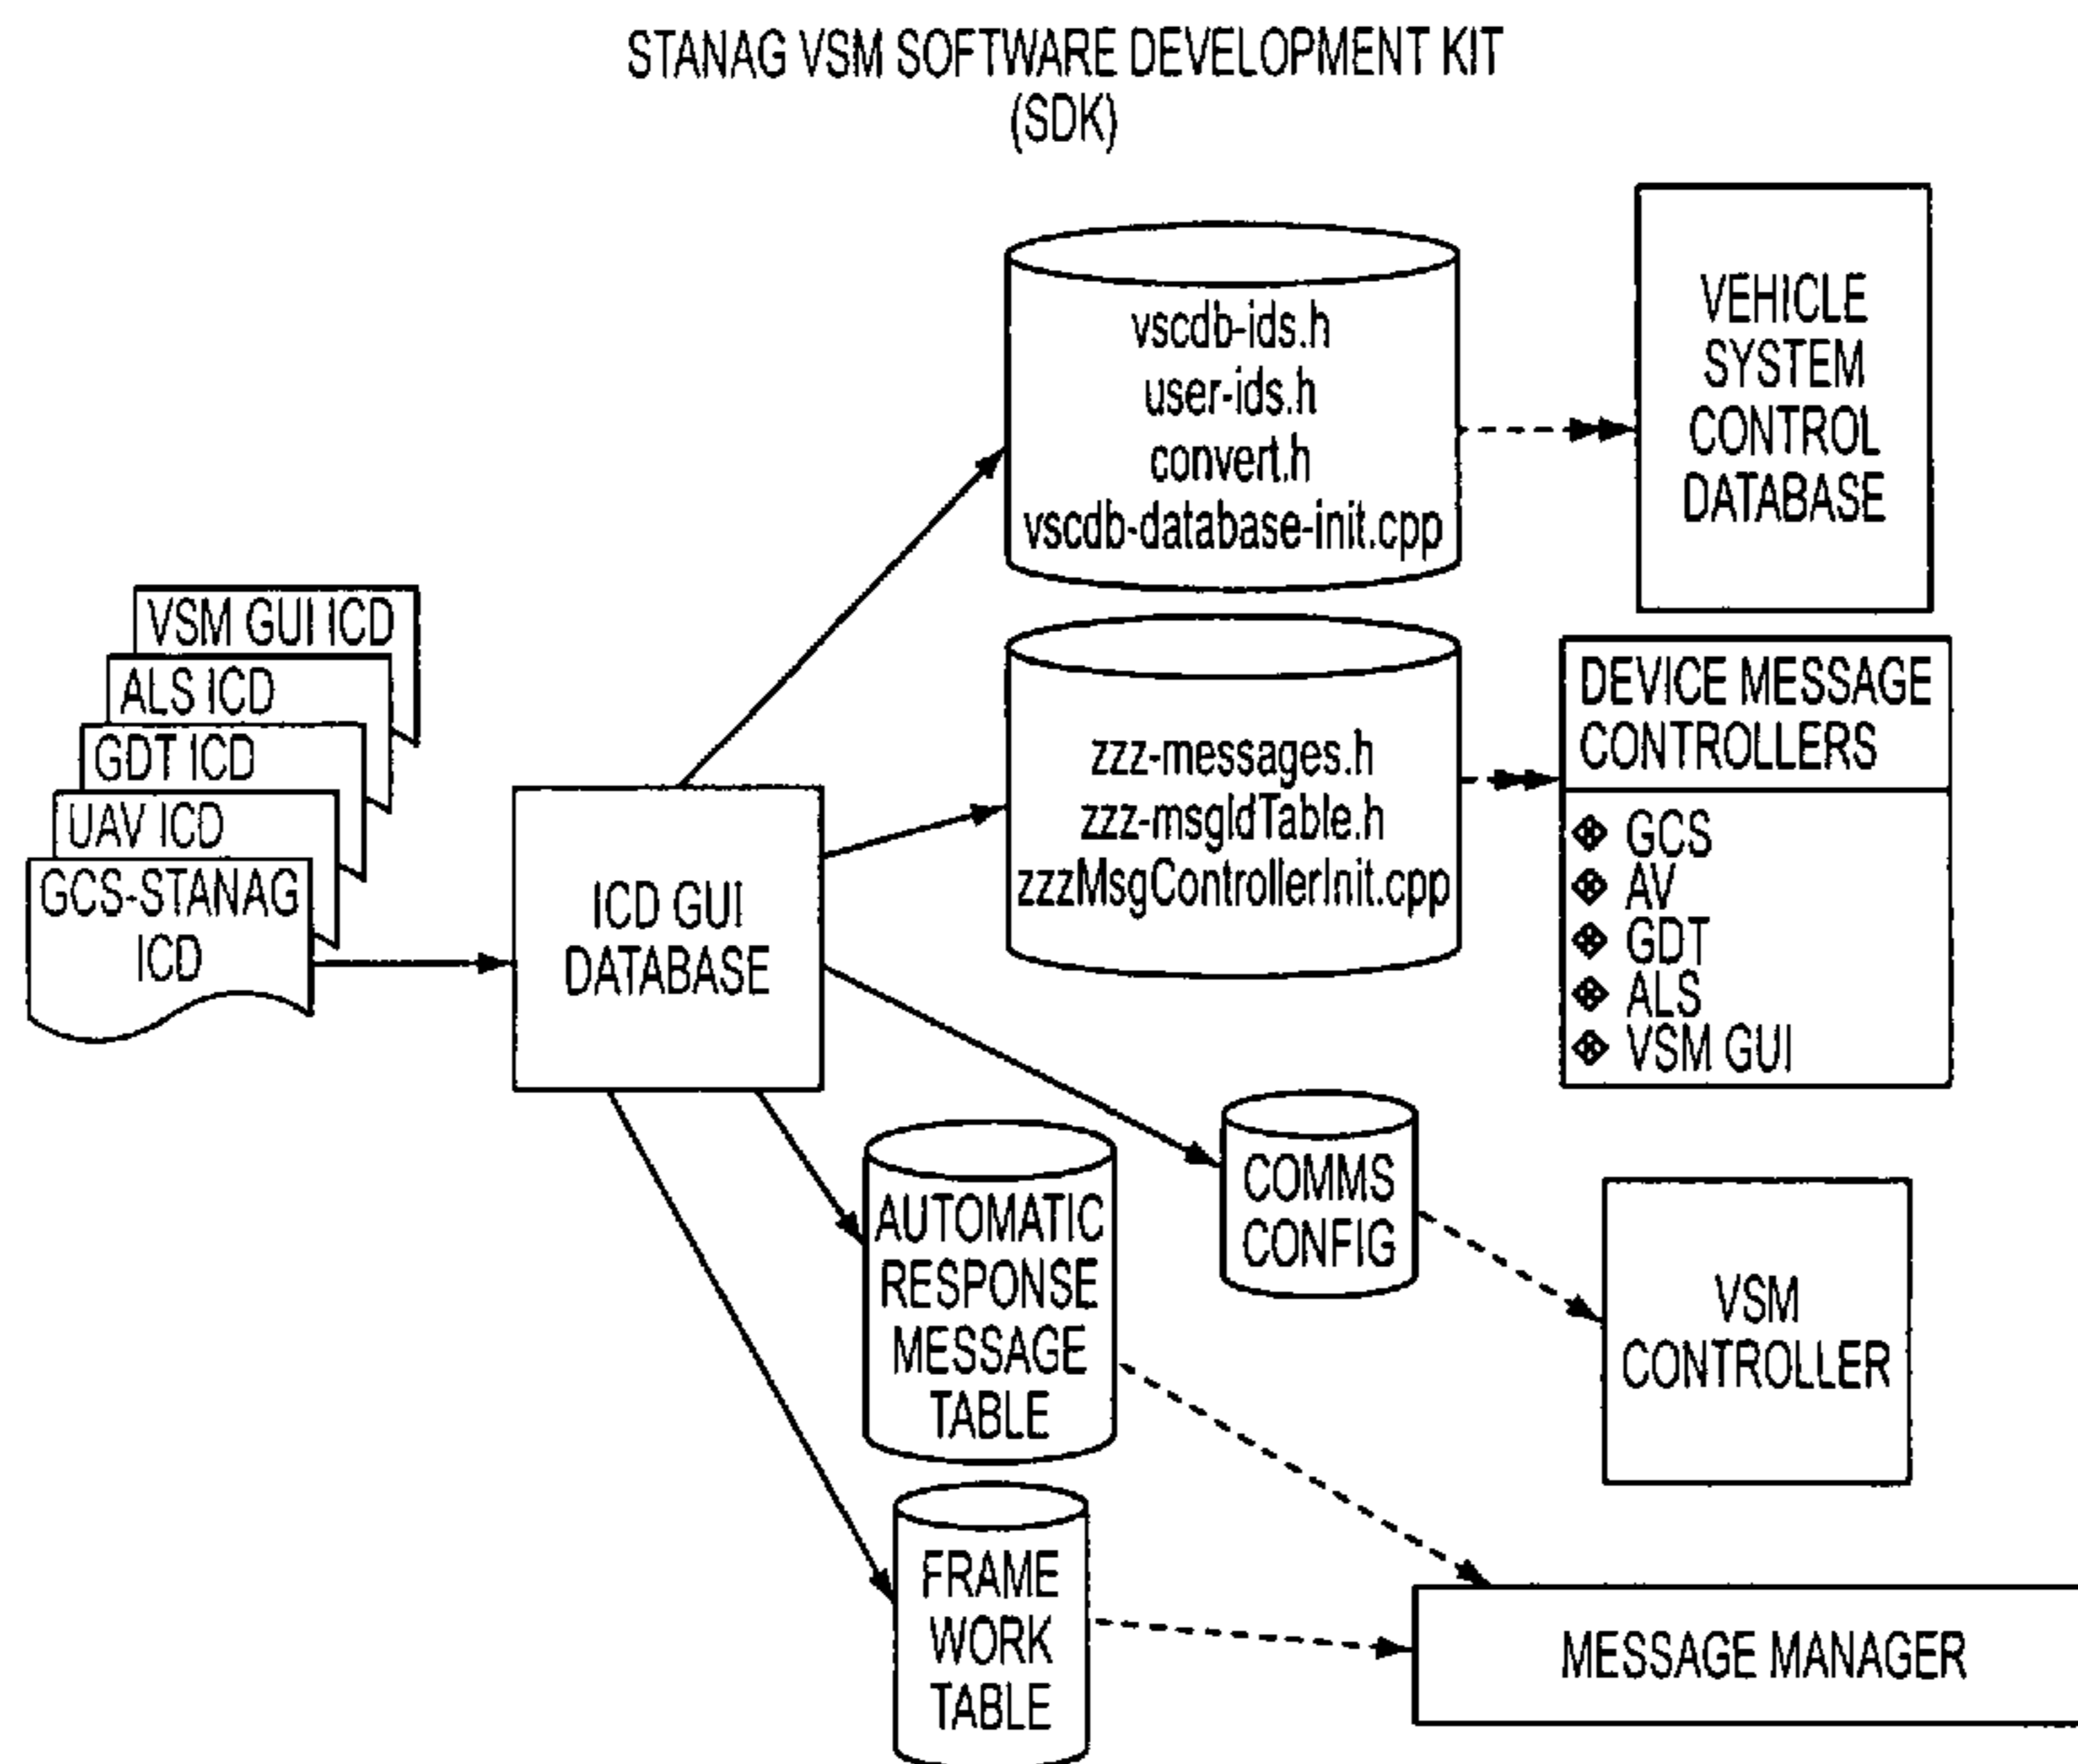 STANAG VSM SOFTWARE DEVELOPMENT KIT
(SDK)
vscdb-ids.h
user-ids.h
convert.h
vscdb-database-init.cpp
VEHICLE
SYSTEM
CONTROL
DATABASE
VSM GUI ICD
ALS ICD
GDT ICD
UAV ICD
GCS-STANAG
ICD
ICD GUI
DATABASE
zzz-messages.h
zzz-msgIdTable.h
zzzMsgControllerInit.cpp
DEVICE MESSAGE
CONTROLLERS
GCS
AV
GDT
ALS
VSM GUI
COMMS
CONFIG
AUTOMATIC
RESPONSE
MESSAGE
TABLE
VSM
CONTROLLER
FRAME
WORK
TABLE
MESSAGE MANAGER